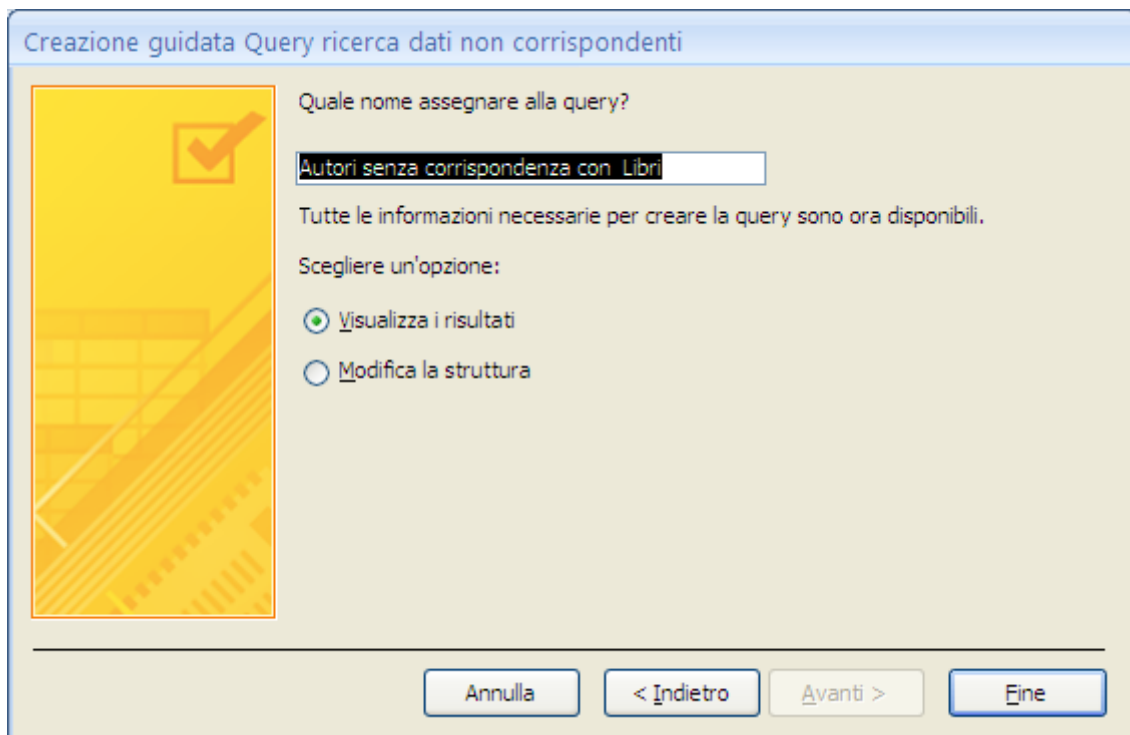 Creazione guidata Query ricerca dati non corrispondenti
Quale nome assegnare alla query?
Autori senza corrispondenza con  Libri
Tutte le informazioni necessarie per creare la query sono ora disponibili.
Scegliere un'opzione:
Visualizza i risultati
Modifica la struttura
Annulla
< Indietro
Avanti >
Fine